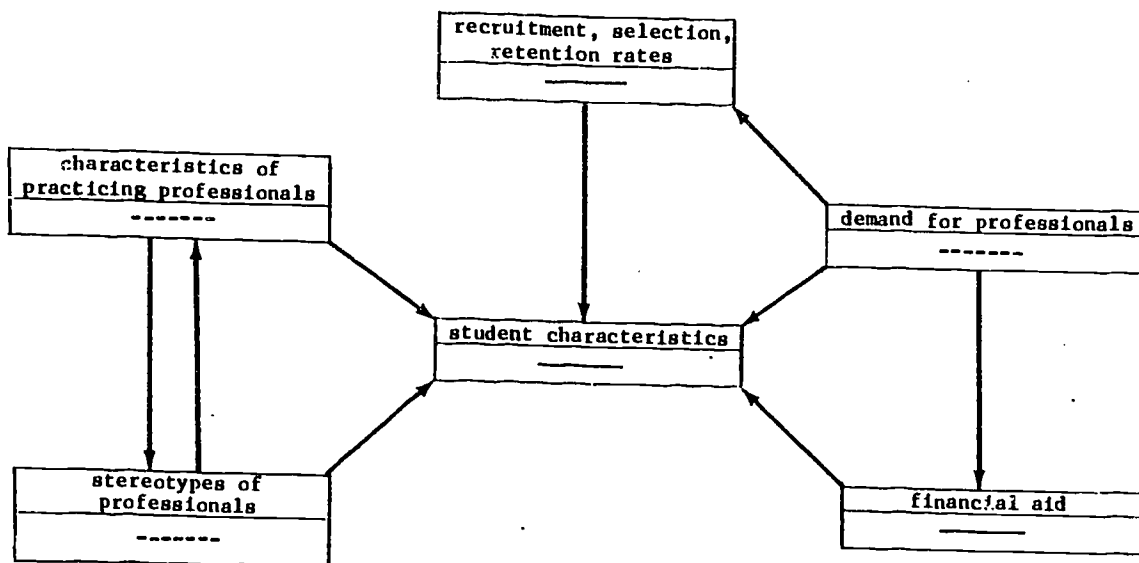 recruitment, selection,
retention rates
characteristics of
practicing professionals
demand for professionals
student characteristics
stereotypes of
professionals
financial aid